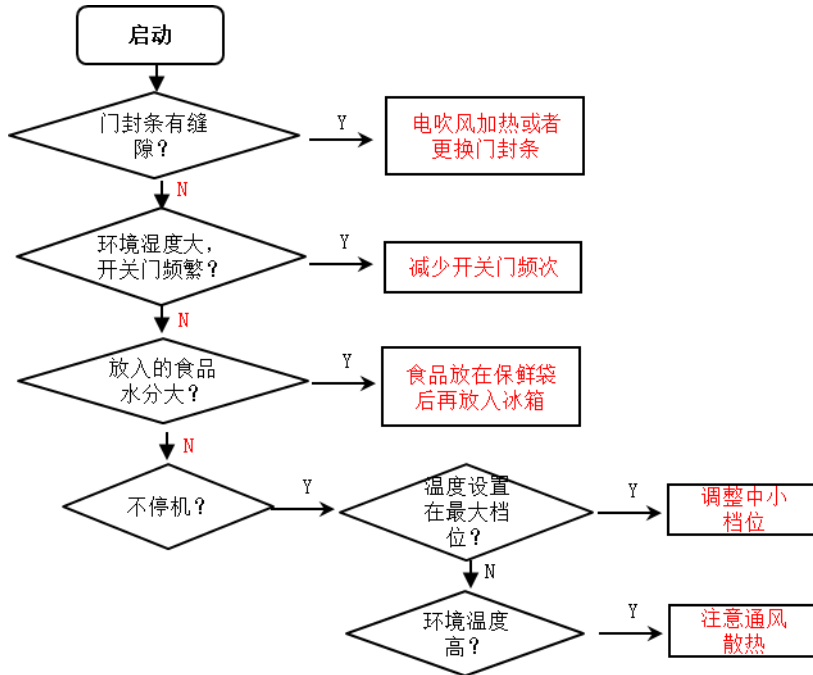 启动
门封条有缝
隙?
Y
电吹风加热或者
更换门封条
N
环境湿度大,
开关门频繁?
Y
减少开关门频次
N
放入的食品
水分大?
Y
食品放在保鲜袋
后再放入冰箱
N
不停机?
Y
温度设置
在最大档
位?
Y
调整中小
档位
N
环境温度
高?
Y
注意通风
散热